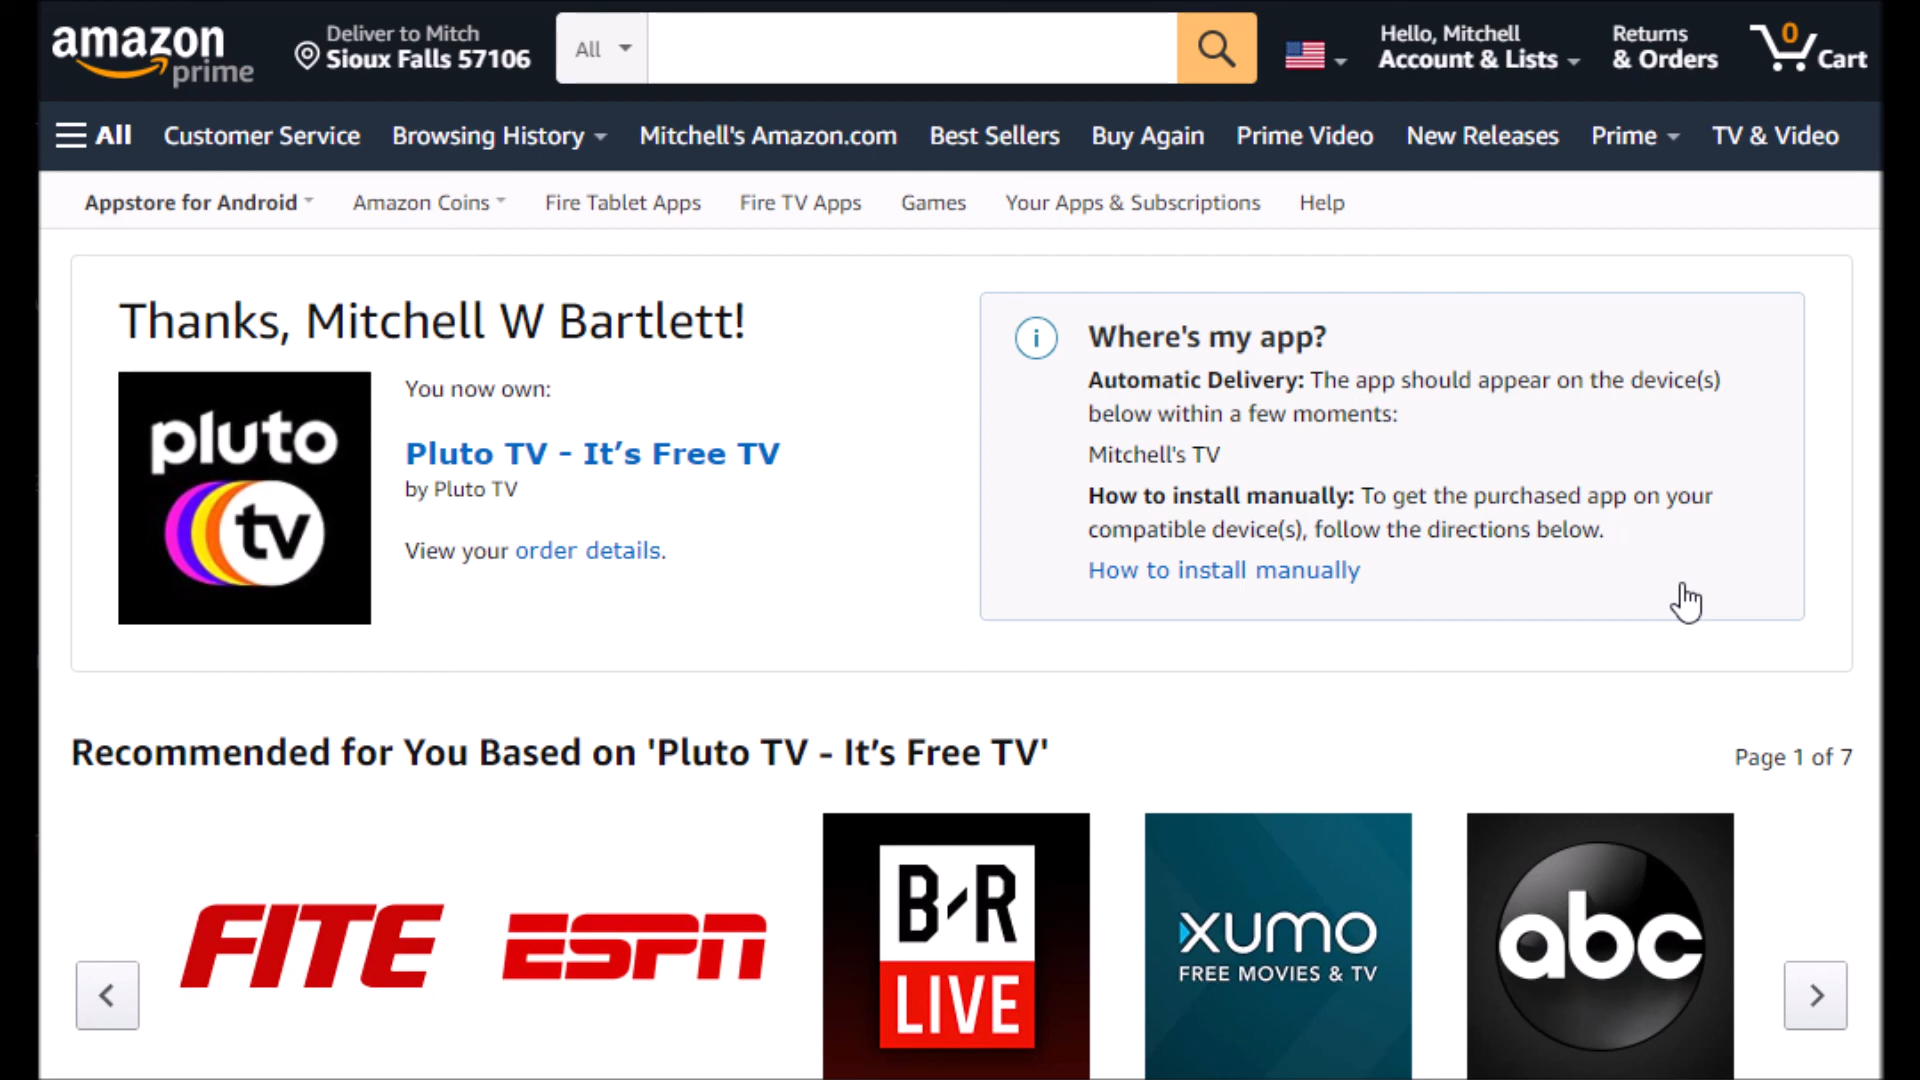 amazon prime
Deliver to Mitch
Sioux Falls 57106
All
Hello, Mitchell
Account & Lists
Returns
& Orders
0
Cart
All Customer Service Browsing History Mitchell's Amazon.com Best Sellers Buy Again Prime Video New Releases Prime TV & Video
Appstore for Android Amazon Coins Fire Tablet Apps Fire TV Apps Games Your Apps & Subscriptions Help
Thanks, Mitchell W Bartlett!
pluto
tv
You now own:
Pluto TV - It’s Free TV
by Pluto TV
View your order details.
i
Where's my app?
Automatic Delivery: The app should appear on the device(s)
below within a few moments:
Mitchell's TV
How to install manually: To get the purchased app on your
compatible device(s), follow the directions below.
How to install manually
Recommended for You Based on 'Pluto TV - It’s Free TV'
Page 1 of 7
FITE
ESPN
B/R
LIVE
XUMO
FREE MOVIES & TV
abc